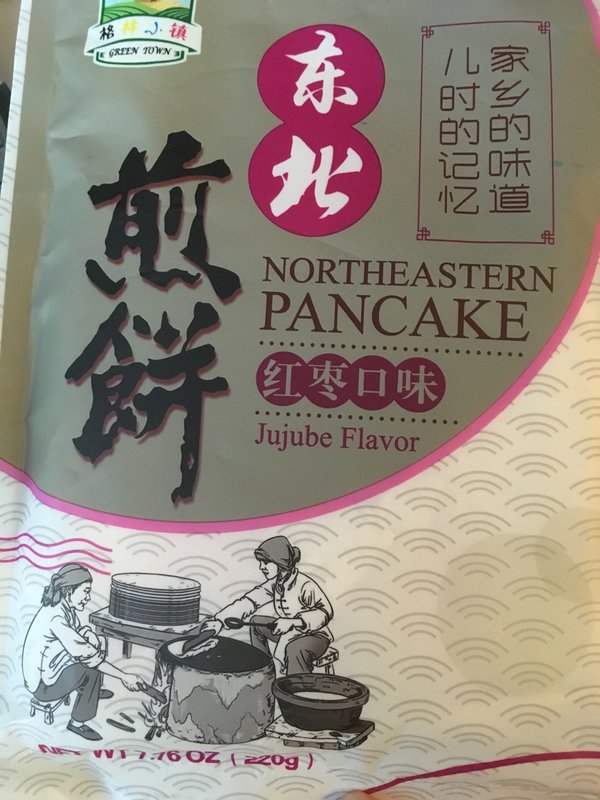 格林小镇
GREEN TOWN
东北
煎餅
家乡的味道
儿时的记忆
NORTHEASTERN
PANCAKE
红枣口味
Jujube Flavor
NET WT 7.76 OZ ( 220g )